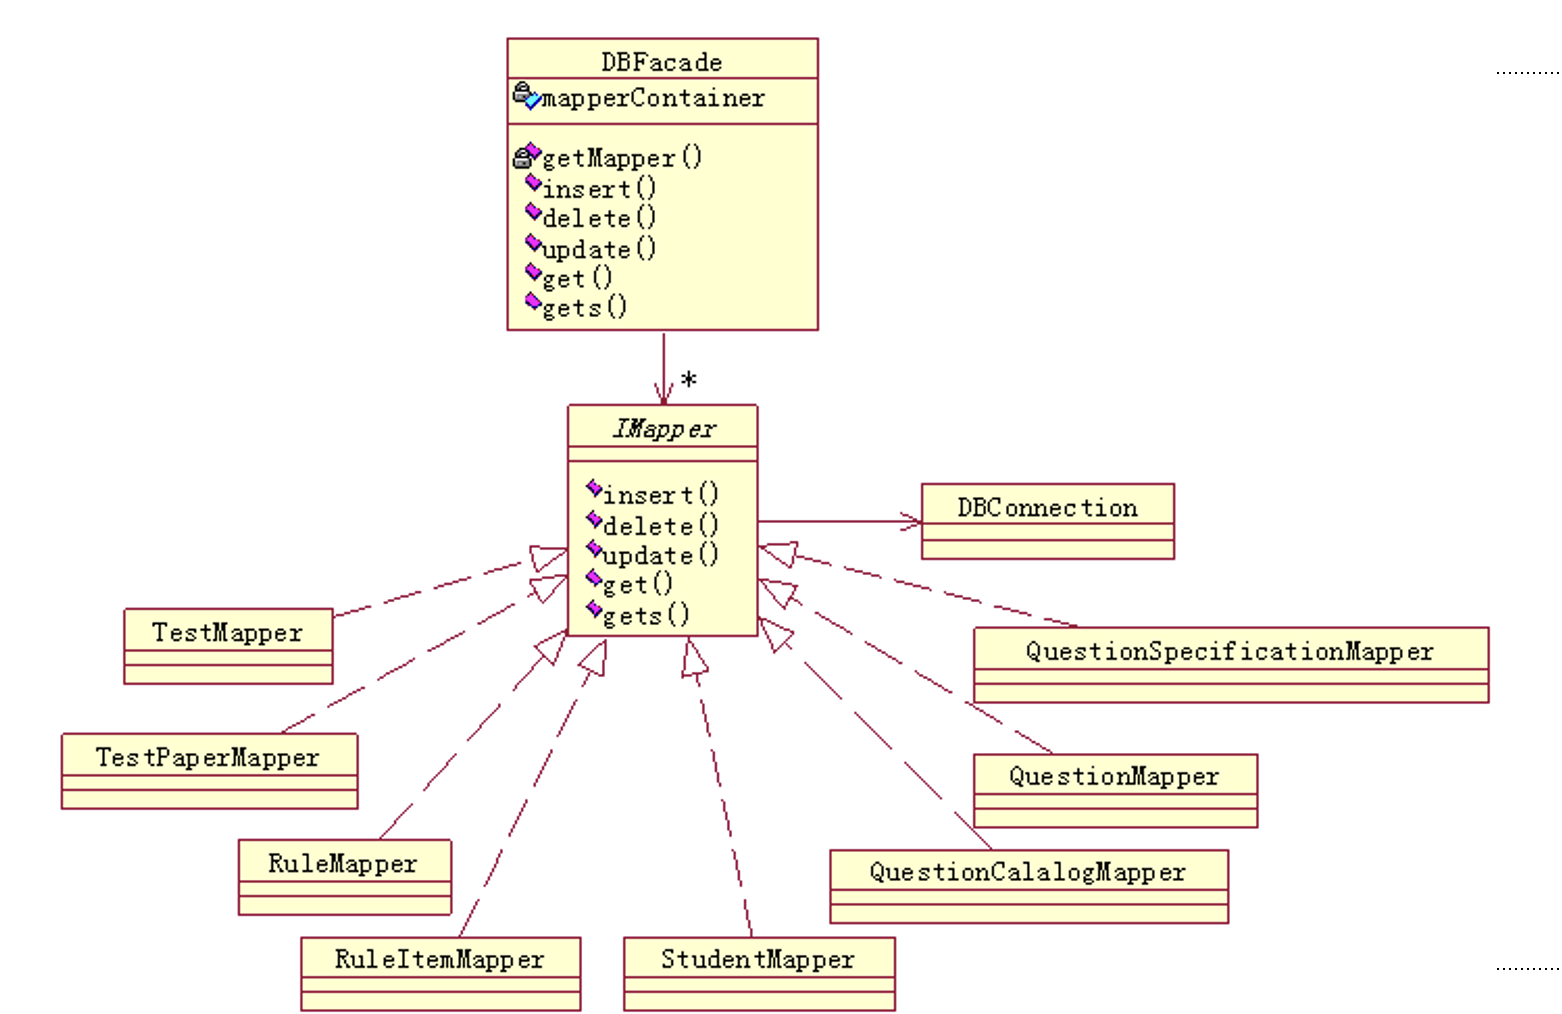 DBFacade
mapperContainer
getMapper()
insert()
delete()
update()
get()
gets()
*
IMapper
insert()
delete()
update()
get()
gets()
DBConnection
TestMapper
QuestionSpecificationMapper
TestPaperMapper
QuestionMapper
RuleMapper
QuestionCalalogMapper
RuleItemMapper
StudentMapper